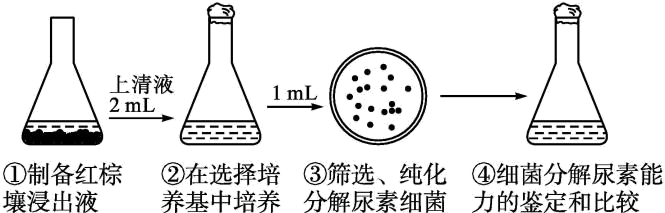 上清液
2 mL
1 mL
①制备红棕
壤浸出液
②在选择培
养基中培养
③筛选、纯化
分解尿素细菌
④细菌分解尿素能
力的鉴定和比较